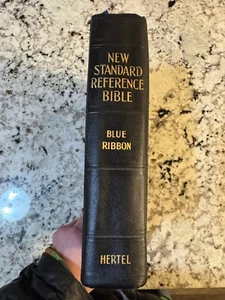 NEW
STANDARD
REFERENCE
BIBLE
BLUE
RIBBON
HERTEL